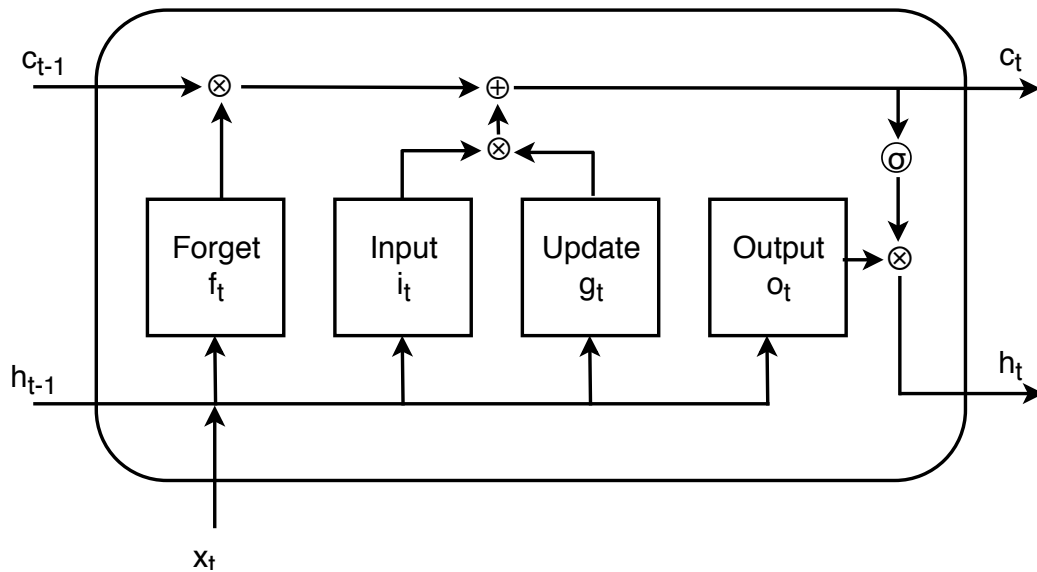 c_{t-1}
c_t
⊗
⊕
⊗
σ
Forget
f_t
Input
i_t
Update
g_t
Output
o_t
⊗
h_{t-1}
h_t
x_t